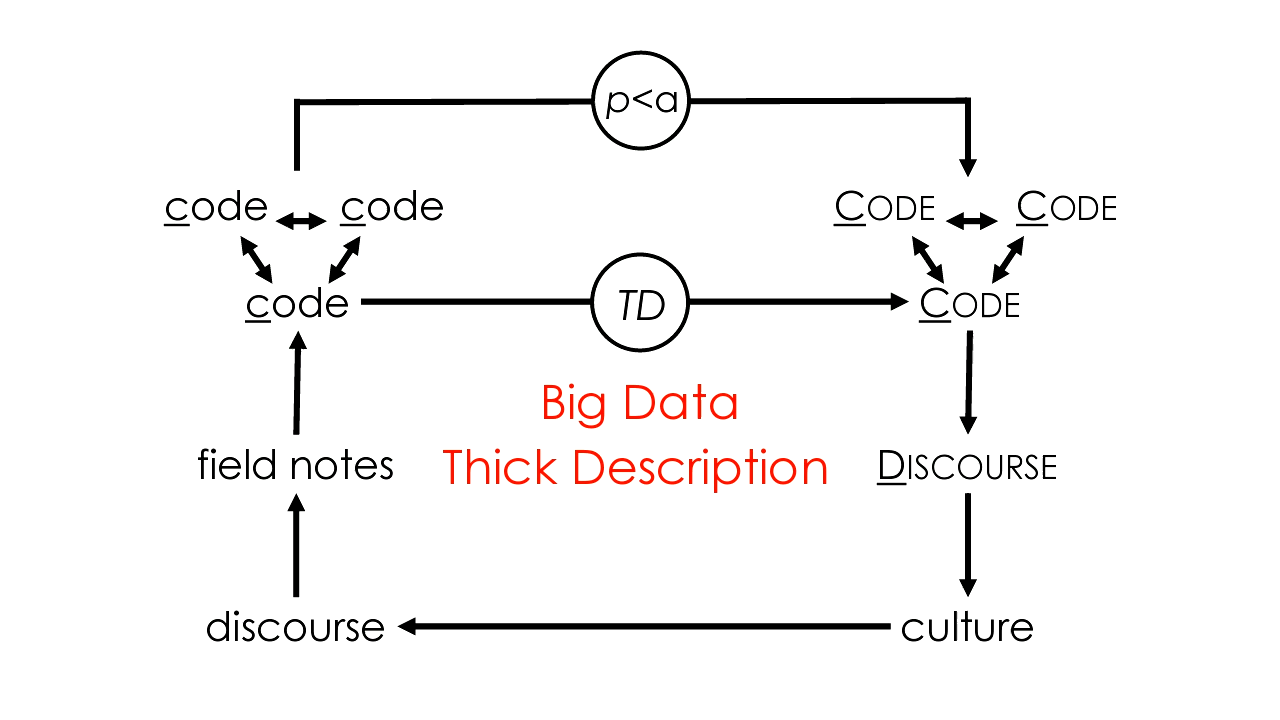 p<a
code code
CODE CODE
code
TD
CODE
Big Data
Thick Description
field notes
DISCOURSE
discourse
culture